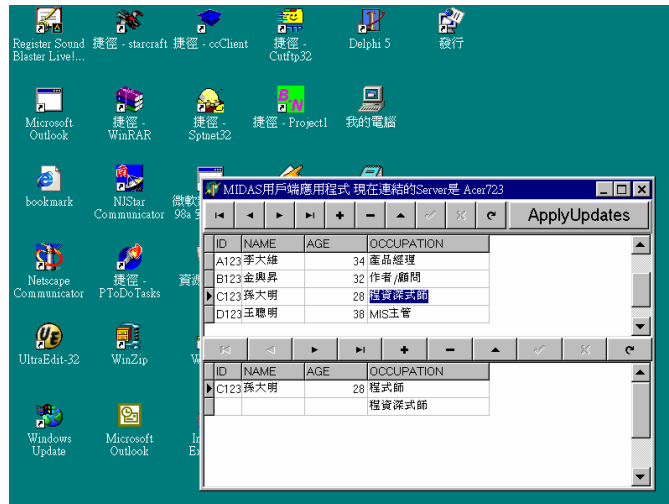 Register Sound
Blaster Live!...
捷徑 - starcraft
捷徑 - ccClient
捷徑 -
Cutftp32
Delphi 5
發行
Microsoft
Outlook
捷徑 -
WinRAR
捷徑 -
Sptnet32
捷徑 - Project1
我的電腦
bookmark
NJStar
Communicator
微軟
98a
Netscape
Communicator
捷徑 -
PToDoTasks
資源
UltraEdit-32
WinZip
W
Windows
Update
Microsoft
Outlook
In
Ex
MIDAS用戶端應用程式 現在連結的Server是 Acer723
ApplyUpdates
ID NAME AGE OCCUPATION
A123 李大維 34 產品經理
B123 金興昇 32 作者/顧問
C123 孫大明 28 程資深式師
D123 王聰明 38 MIS主管
ID NAME AGE OCCUPATION
C123 孫大明 28 程式師
程資深式師